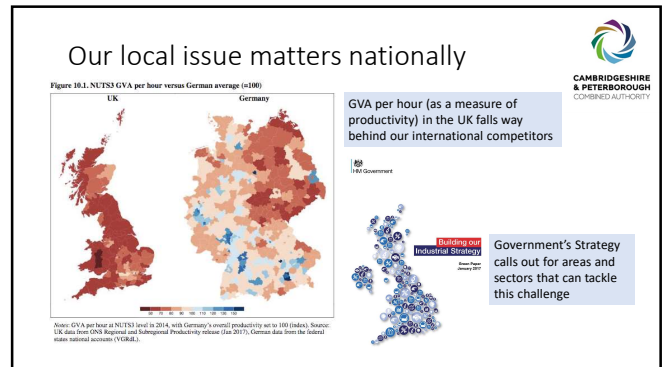 Our local issue matters nationally
CAMBRIDGESHIRE
& PETERBOROUGH
COMBINED AUTHORITY
Figure 10.1. NUTS3 GVA per hour versus German average (=100)
UK
Germany
Notes: GVA per hour at NUTS3 level in 2014, with Germany's overall productivity set to 100 (index). Source:
UK data from ONS Regional and Subregional Productivity release (Jan 2017), German data from the federal
states national accounts (VGRdL).
GVA per hour (as a measure of
productivity) in the UK falls way
behind our international competitors
HM Government
Building our
Industrial Strategy
Green Paper
January 2017
Government's Strategy
calls out for areas and
sectors that can tackle
this challenge